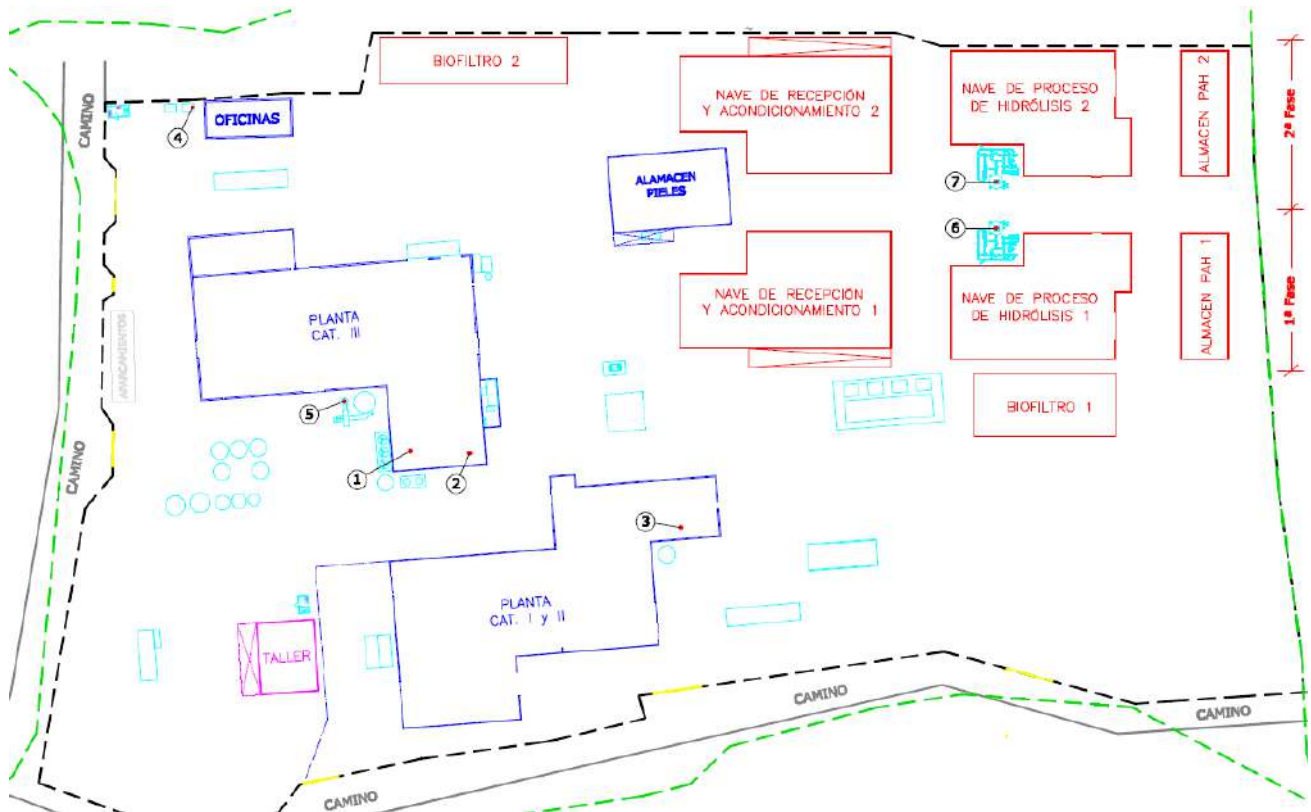 BIOFILTRO 2
NAVE DE RECEPCIÓN
Y ACONDICIONAMIENTO 2
NAVE DE PROCESO
DE HIDRÓLISIS 2
ALMACEN PAH 2
2ª Fase
CAMINO
4
OFICINAS
ALAMACEN
PIELES
7
6
NAVE DE RECEPCIÓN
Y ACONDICIONAMIENTO 1
NAVE DE PROCESO
DE HIDRÓLISIS 1
ALMACEN PAH 1
1ª Fase
PLANTA
CAT. III
APARCAMIENTOS
5
BIOFILTRO 1
CAMINO
1
2
3
PLANTA
CAT. I y II
TALLER
CAMINO
CAMINO
CAMINO